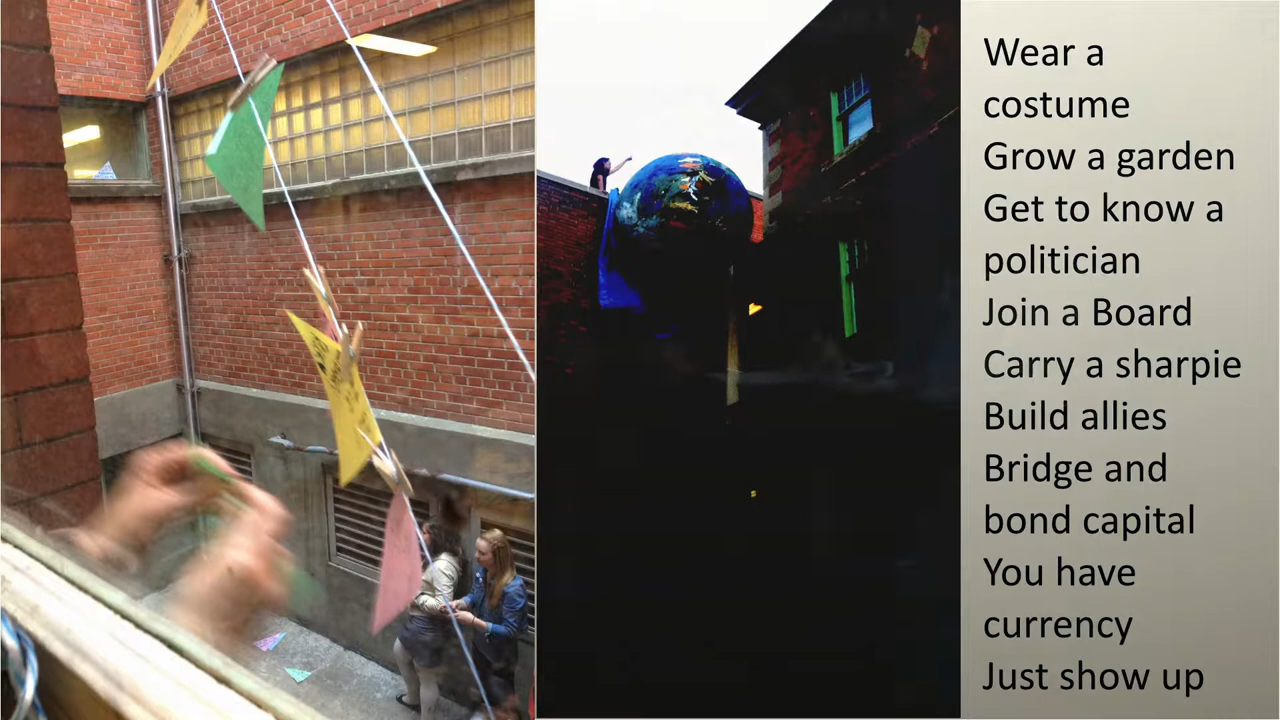 Wear a
costume
Grow a garden
Get to know a
politician
Join a Board
Carry a sharpie
Build allies
Bridge and
bond capital
You have
currency
Just show up